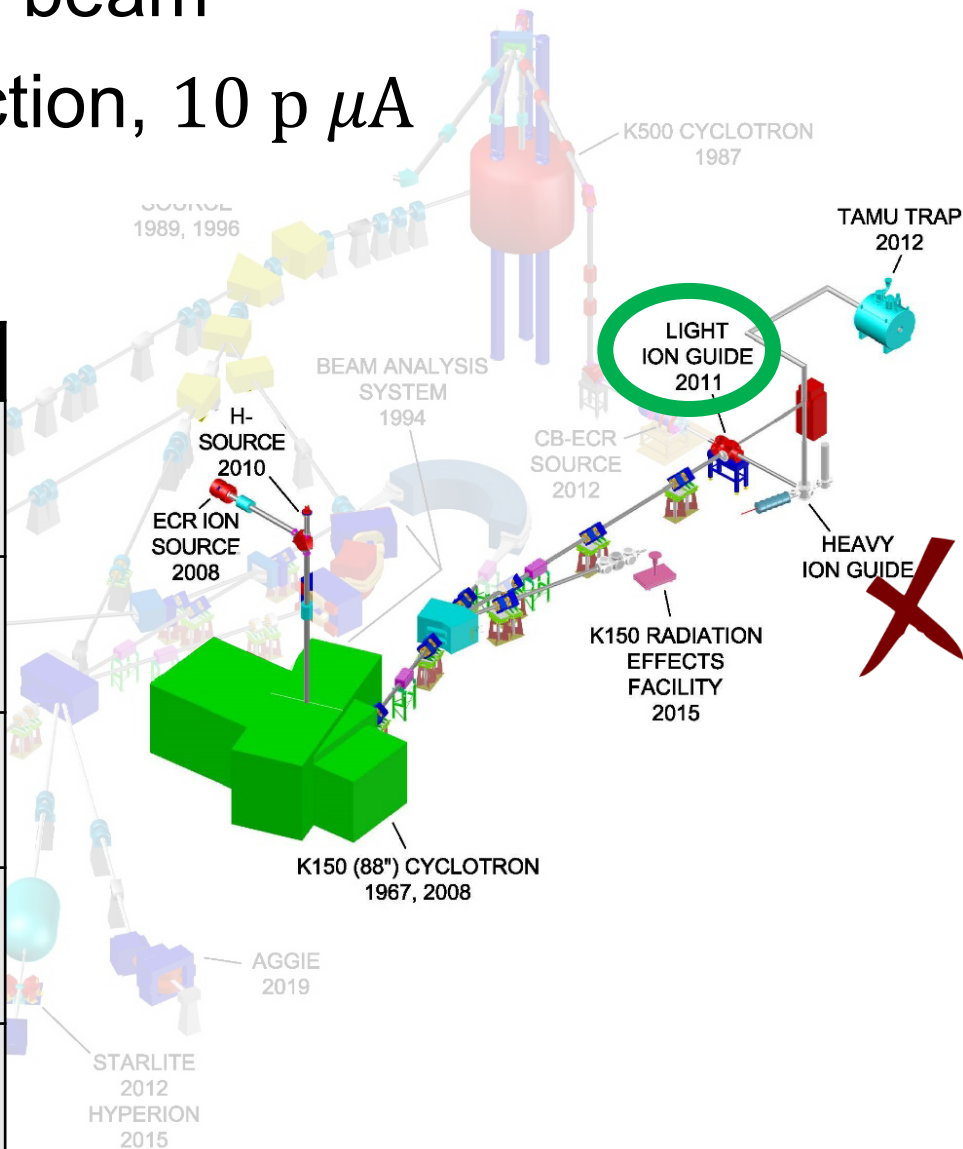 beam
ction, 10 p μA
K500 CYCLOTRON
1987
SOURCE
1989, 1996
TAMU TRAP
2012
LIGHT
ION GUIDE
2011
BEAM ANALYSIS
SYSTEM
1994
H-
SOURCE
2010
CB-ECR
SOURCE
2012
ECR ION
SOURCE
2008
HEAVY
ION GUIDE
K150 RADIATION
EFFECTS
FACILITY
2015
K150 (88") CYCLOTRON
1967, 2008
AGGIE
2019
STARLITE
2012
HYPERION
2015